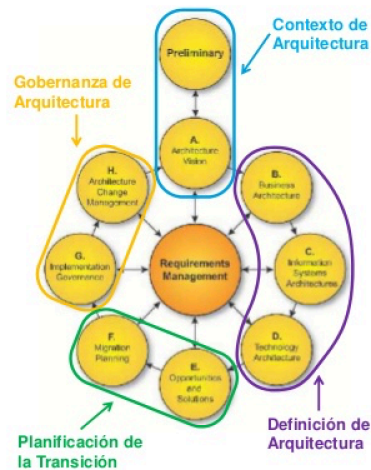 Contexto de
Arquitectura
Preliminary
Gobernanza de
Arquitectura
A.
Architecture
Vision
H.
Architecture
Change
Management
B.
Business
Architecture
G.
Implementation
Governance
Requirements
Management
C.
Information
Systems
Architectures
F.
Migration
Planning
E.
Opportunities
and
Solutions
D.
Technology
Architecture
Planificación de
la Transición
Definición de
Arquitectura